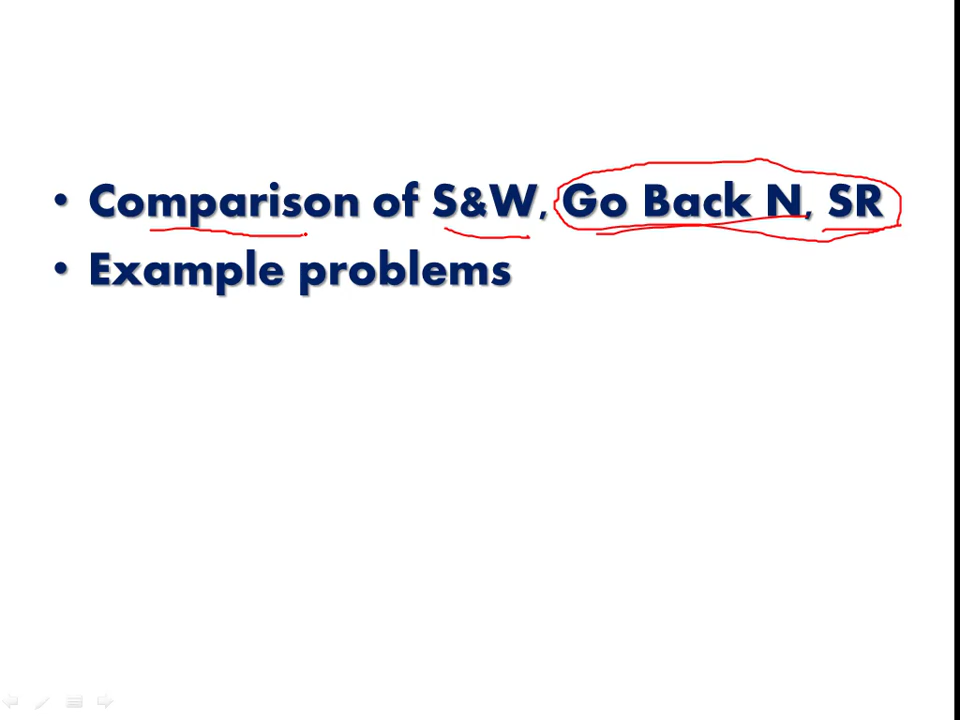 • Comparison of S&W, Go Back N, SR
• Example problems